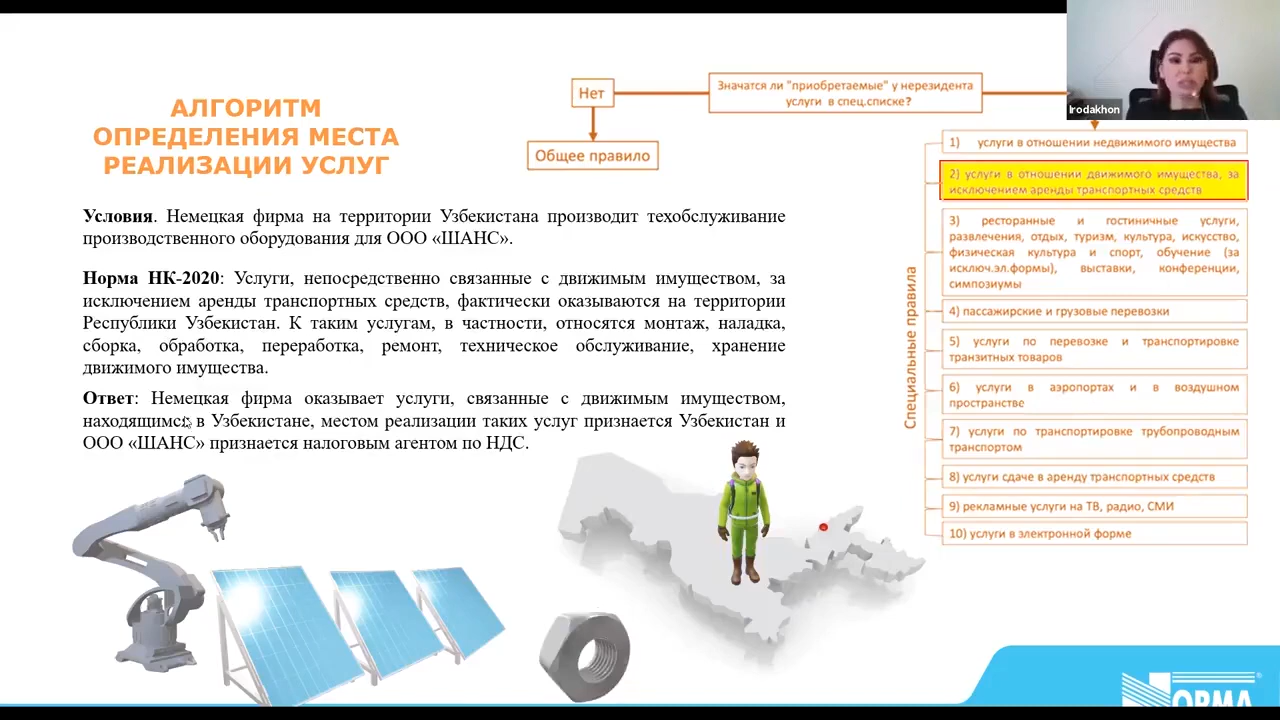 АЛГОРИТМ
ОПРЕДЕЛЕНИЯ МЕСТА
РЕАЛИЗАЦИИ УСЛУГ
Условия. Немецкая фирма на территории Узбекистана производит техобслуживание
производственного оборудования для ООО «ШАНС».
Норма НК-2020: Услуги, непосредственно связанные с движимым имуществом, за
исключением аренды транспортных средств, фактически оказываются на территории
Республики Узбекистан. К таким услугам, в частности, относятся монтаж, наладка,
сборка, обработка, переработка, ремонт, техническое обслуживание, хранение
движимого имущества.
Ответ: Немецкая фирма оказывает услуги, связанные с движимым имуществом,
находящимся в Узбекистане, местом реализации таких услуг признается Узбекистан и
ООО «ШАНС» признается налоговым агентом по НДС.
Нет
Общее правило
Значатся ли "приобретаемые" у нерезидента
услуги в спец.списке?
Irodakhon
Специальные правила
1) услуги в отношении недвижимого имущества
2) услуги в отношении движимого имущества, за
исключением аренды транспортных средств
3) ресторанные и гостиничные услуги,
развлечения, отдых, туризм, культура, искусство,
физическая культура и спорт, обучение (за
исключ.эл.формы), выставки, конференции,
симпозиумы
4) пассажирские и грузовые перевозки
5) услуги по перевозке и транспортировке
транзитных товаров
6) услуги в аэропортах и в воздушном
пространстве
7) услуги по транспортировке трубопроводным
транспортом
8) услуги сдаче в аренду транспортных средств
9) рекламные услуги на ТВ, радио, СМИ
10) услуги в электронной форме
НОРМА
®